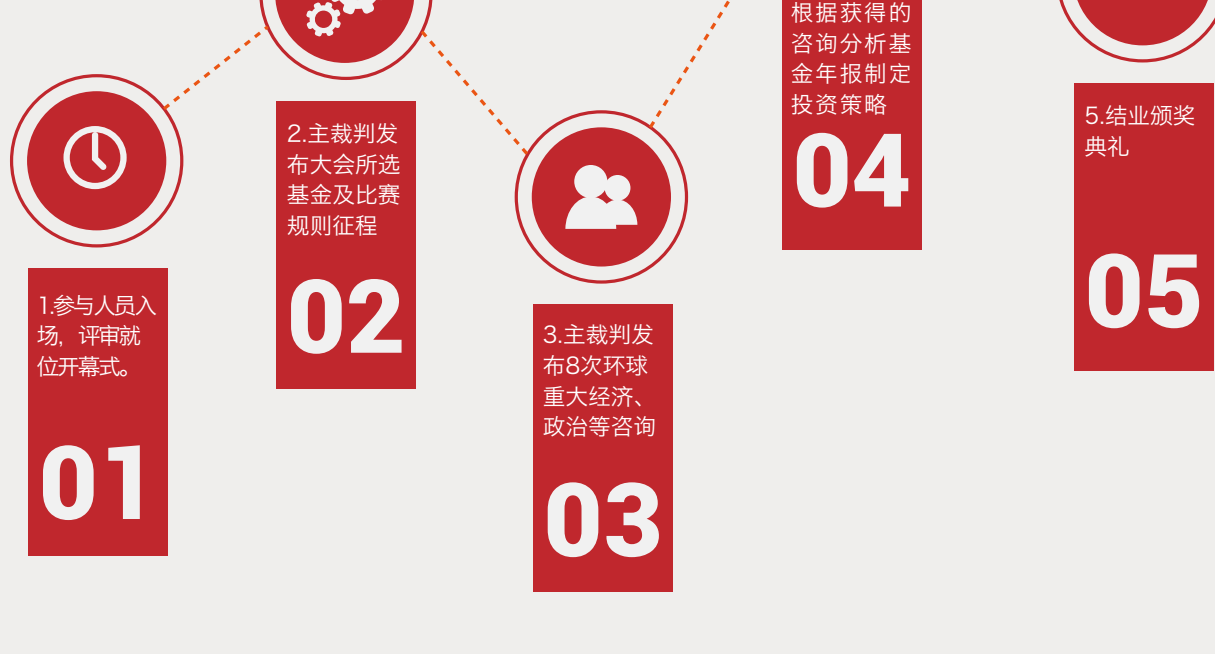 1.参与人员入
场，评审就
位开幕式。
01
2.主裁判发
布大会所选
基金及比赛
规则征程
02
3.主裁判发
布8次环球
重大经济、
政治等咨询
03
根据获得的
咨询分析基
金年报制定
投资策略
04
5.结业颁奖
典礼
05